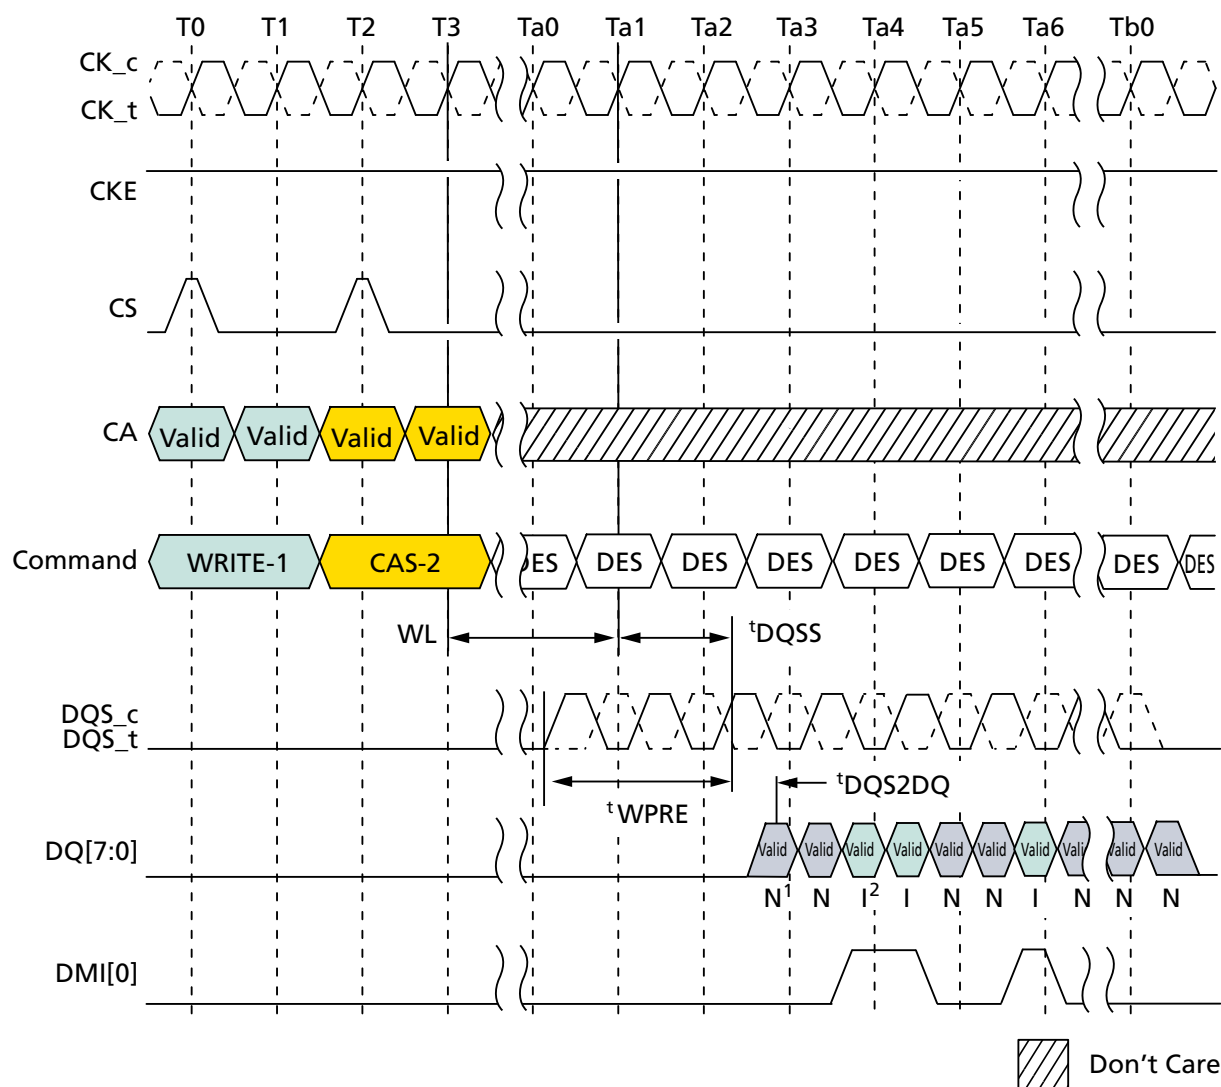 T0 T1 T2 T3 Ta0 Ta1 Ta2 Ta3 Ta4 Ta5 Ta6 Tb0
CK_c
CK_t
CKE
CS
CA Valid Valid Valid Valid
Command WRITE-1 CAS-2 DES DES DES DES DES DES DES DES DES
WL tDQSS
DQS_c
DQS_t
tDQS2DQ
tWPRE
DQ[7:0] Valid Valid Valid Valid Valid Valid Valid Valid Valid Valid
N1 N I2 I N N I N N N
DMI[0]
Don't Care